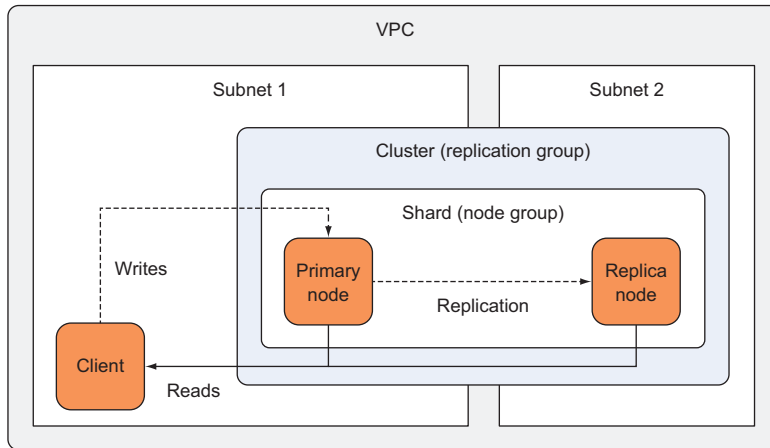 VPC
Subnet 1
Subnet 2
Cluster (replication group)
Shard (node group)
Writes
Primary
node
Replication
Replica
node
Client
Reads